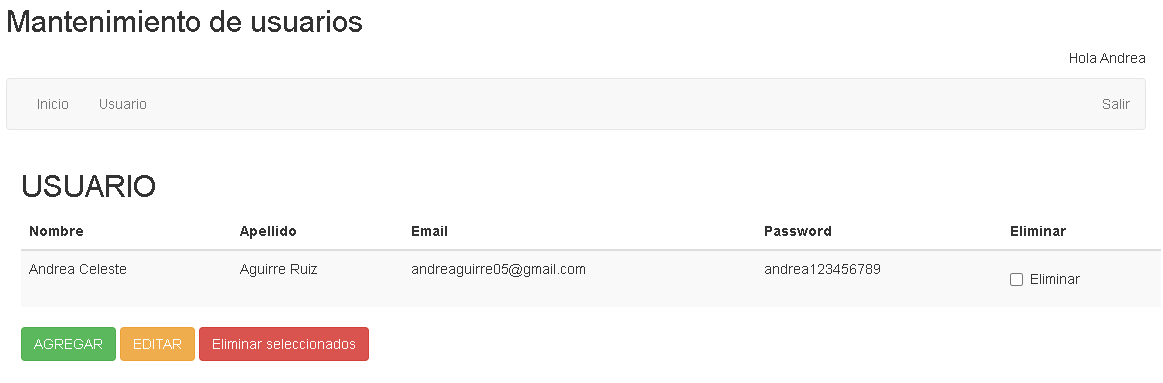 Mantenimiento de usuarios
Hola Andrea
Inicio Usuario Salir
USUARIO
Nombre Apellido Email Password Eliminar
Andrea Celeste Aguirre Ruiz andreaguirre05@gmail.com andrea123456789 Eliminar
AGREGAR EDITAR Eliminar seleccionados